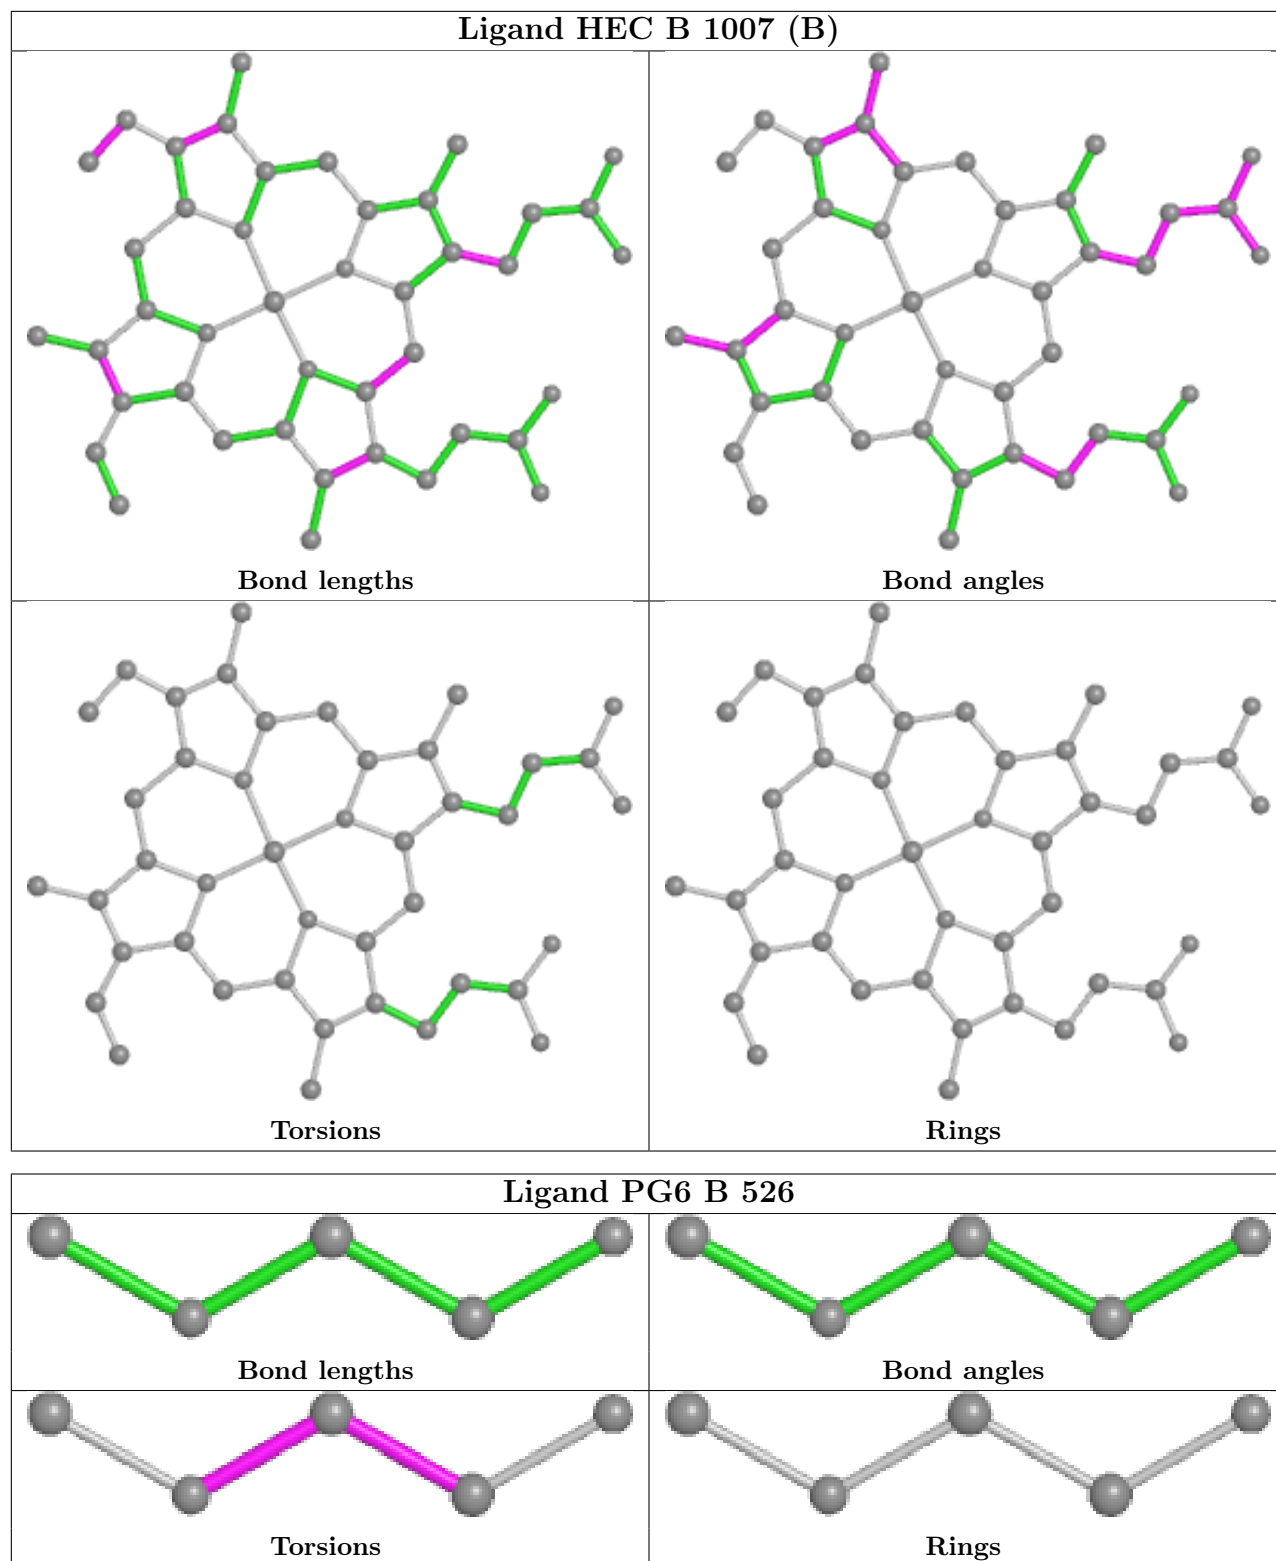 Ligand HEC B 1007 (B)
Bond lengths
Bond angles
Torsions
Rings
Ligand PG6 B 526
Bond lengths
Bond angles
Torsions
Rings